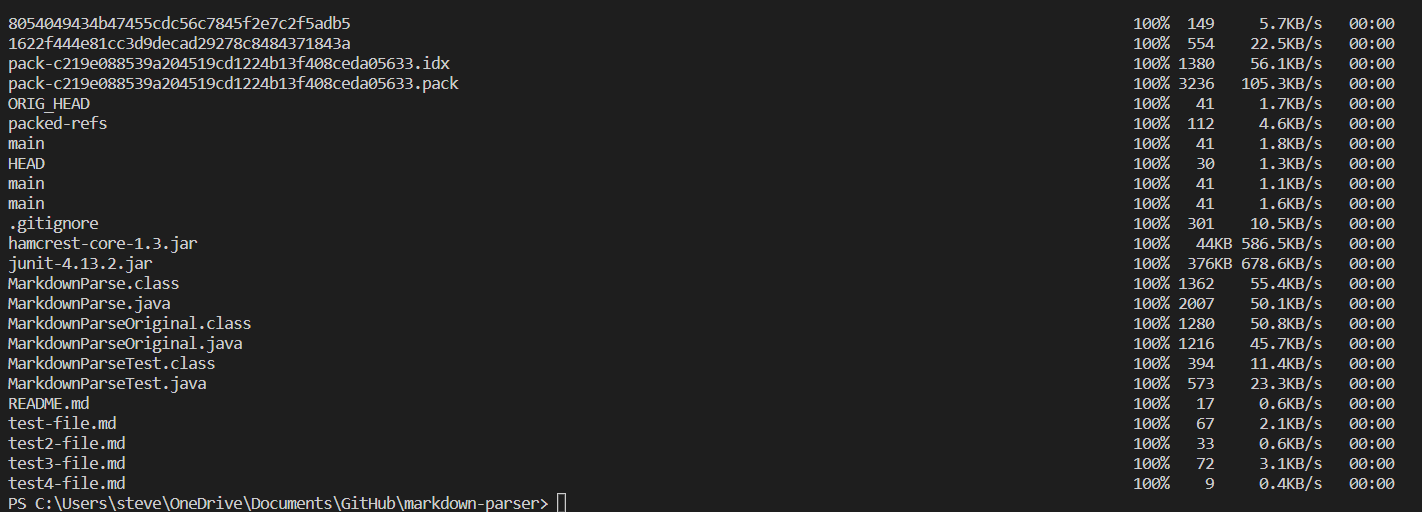 8054049434b47455cdc56c7845f2e7c2f5adb5 100% 149 5.7KB/s 00:00
1622f444e81cc3d9decad29278c8484371843a 100% 554 22.5KB/s 00:00
pack-c219e088539a204519cd1224b13f408ceda05633.idx 100% 1380 56.1KB/s 00:00
pack-c219e088539a204519cd1224b13f408ceda05633.pack 100% 3236 105.3KB/s 00:00
ORIG_HEAD 100% 41 1.7KB/s 00:00
packed-refs 100% 112 4.6KB/s 00:00
main 100% 41 1.8KB/s 00:00
HEAD 100% 30 1.3KB/s 00:00
main 100% 41 1.1KB/s 00:00
main 100% 41 1.6KB/s 00:00
.gitignore 100% 301 10.5KB/s 00:00
hamcrest-core-1.3.jar 100% 44KB 586.5KB/s 00:00
junit-4.13.2.jar 100% 376KB 678.6KB/s 00:00
MarkdownParse.class 100% 1362 55.4KB/s 00:00
MarkdownParse.java 100% 2007 50.1KB/s 00:00
MarkdownParseOriginal.class 100% 1280 50.8KB/s 00:00
MarkdownParseOriginal.java 100% 1216 45.7KB/s 00:00
MarkdownParseTest.class 100% 394 11.4KB/s 00:00
MarkdownParseTest.java 100% 573 23.3KB/s 00:00
README.md 100% 17 0.6KB/s 00:00
test-file.md 100% 67 2.1KB/s 00:00
test2-file.md 100% 33 0.6KB/s 00:00
test3-file.md 100% 72 3.1KB/s 00:00
test4-file.md 100% 9 0.4KB/s 00:00
PS C:\Users\steve\OneDrive\Documents\GitHub\markdown-parser>